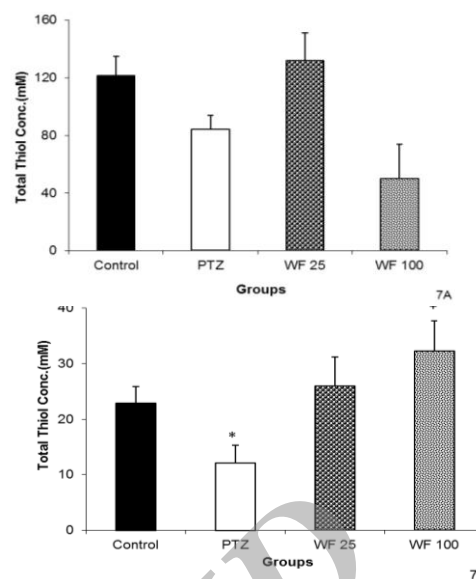 160
120
80
40
0
Total Thiol Conc.(mM)
Control PTZ WF 25 WF 100
Groups
7A
40
30
20
10
0
Total Thiol Conc.(mM)
*
*
Control PTZ WF 25 WF 100
Groups
7